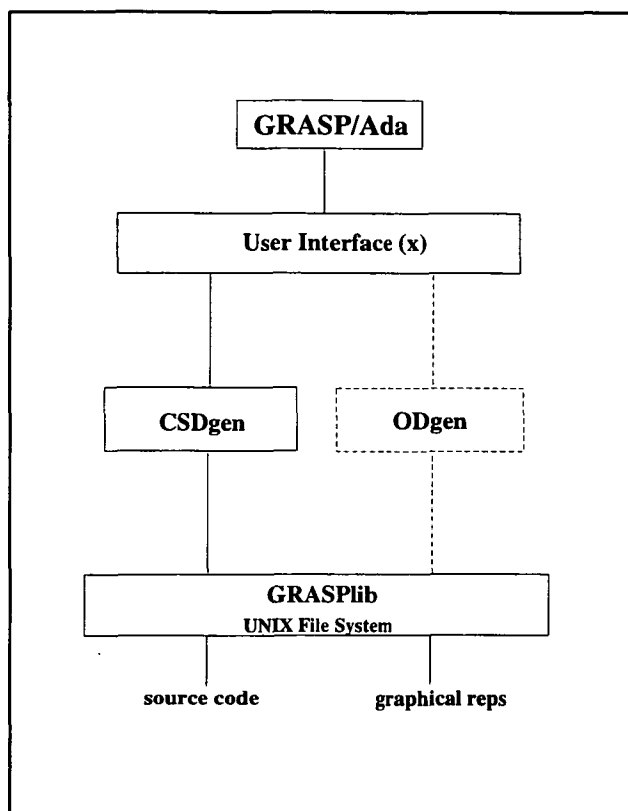 GRASP/Ada
User Interface (x)
CSDgen
ODgen
GRASPlib
UNIX File System
source code
graphical reps